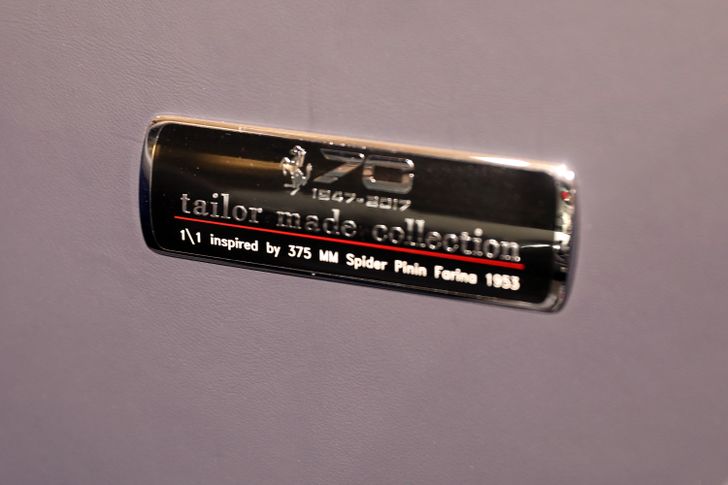 70
1947-2017
tailor made collection
1\1 inspired by 375 MM Spider Pinin Farina 1953